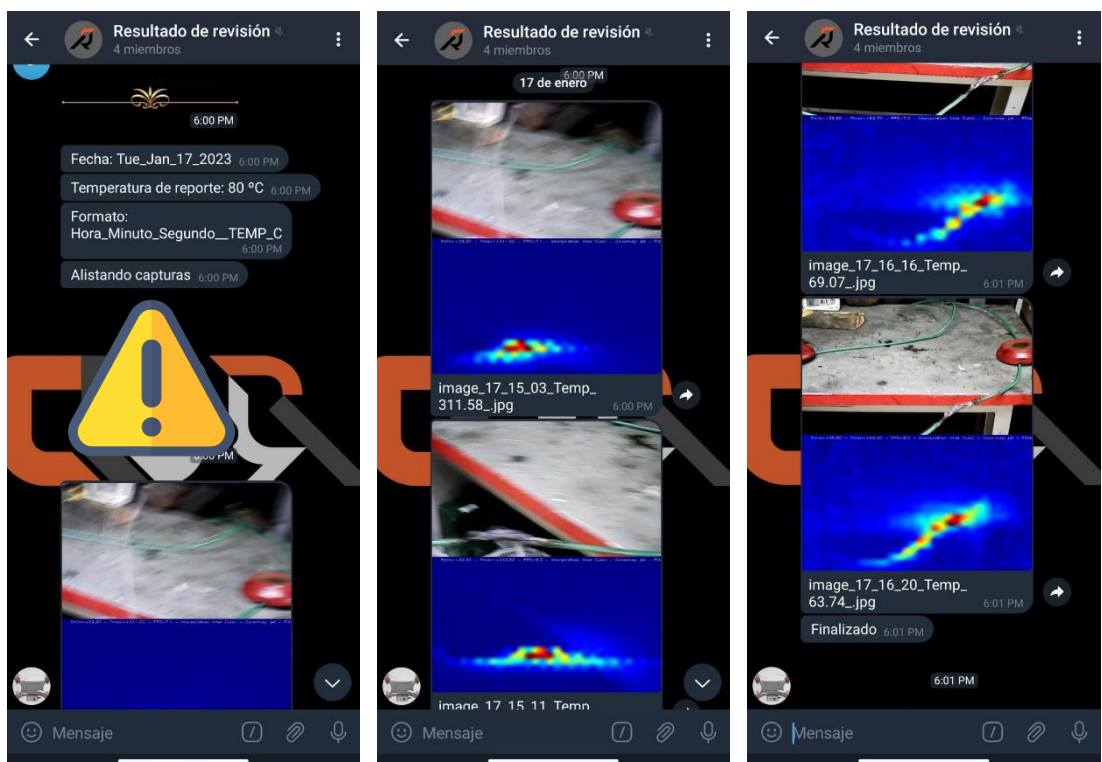 Resultado de revisión
4 miembros
6:00 PM
Fecha: Tue_Jan_17_2023 6:00 PM
Temperatura de reporte: 80 ºC 6:00 PM
Formato:
Hora_Minuto_Segundo__TEMP_C
6:00 PM
Alistando capturas 6:00 PM
6:00 PM
Mensaje
Resultado de revisión
4 miembros
6:00 PM
17 de enero
image_17_15_03_Temp_
311.58_.jpg 6:00 PM
image_17_15_11_Temp_
Mensaje
Resultado de revisión
4 miembros
image_17_16_16_Temp_
69.07_.jpg 6:01 PM
image_17_16_20_Temp_
63.74_.jpg 6:01 PM
Finalizado 6:01 PM
6:01 PM
Mensaje